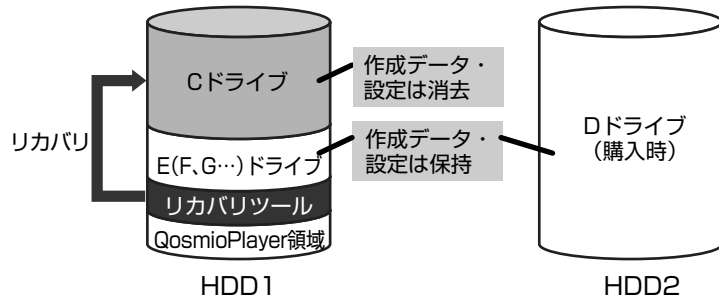 Cドライブ
作成データ・
設定は消去
リカバリ
作成データ・
設定は保持
E(F、G…)ドライブ
リカバリツール
QosmioPlayer領域
HDD1
Dドライブ
(購入時)
HDD2